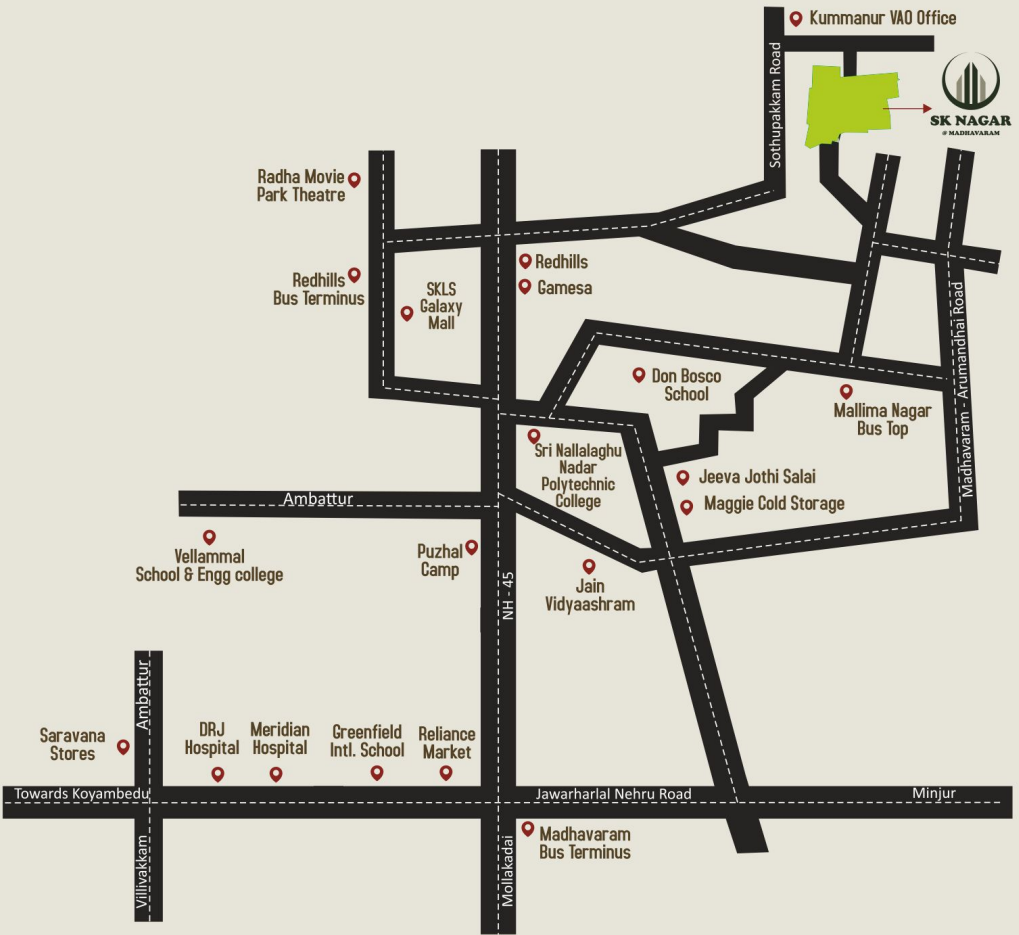 Kummanur VAO Office
Sothupakkam Road
SK NAGAR
@ MADHAVARAM
Radha Movie
Park Theatre
Redhills
Bus Terminus
SKLS
Galaxy
Mall
Redhills
Gamesa
Don Bosco
School
Mallima Nagar
Bus Top
Madhavaram - Arumandhai Road
Sri Nallalaghu
Nadar
Polytechnic
College
Jeeva Jothi Salai
Maggie Cold Storage
Ambattur
Vellammal
School & Engg college
Puzhal
Camp
Jain
Vidyaashram
NH - 45
Ambattur
Saravana
Stores
DRJ
Hospital
Meridian
Hospital
Greenfield
Intl. School
Reliance
Market
Towards Koyambedu
Jawarharlal Nehru Road
Minjur
Villivakkam
Mollakadai
Madhavaram
Bus Terminus